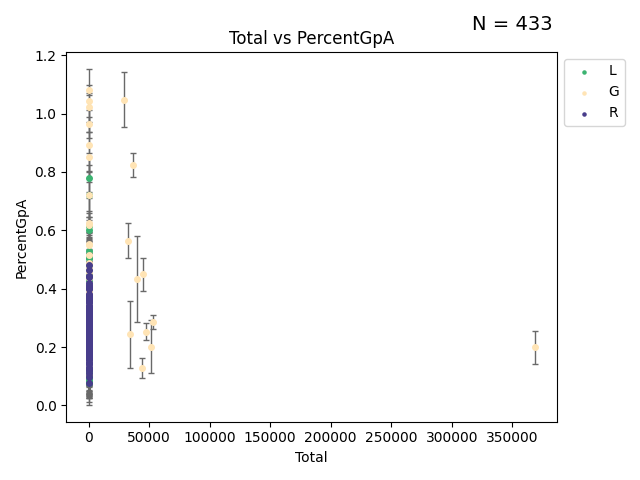 N = 433
Total vs PercentGpA
L
G
R
1.2
1.0
0.8
0.6
0.4
0.2
0.0
PercentGpA
0 50000 100000 150000 200000 250000 300000 350000
Total